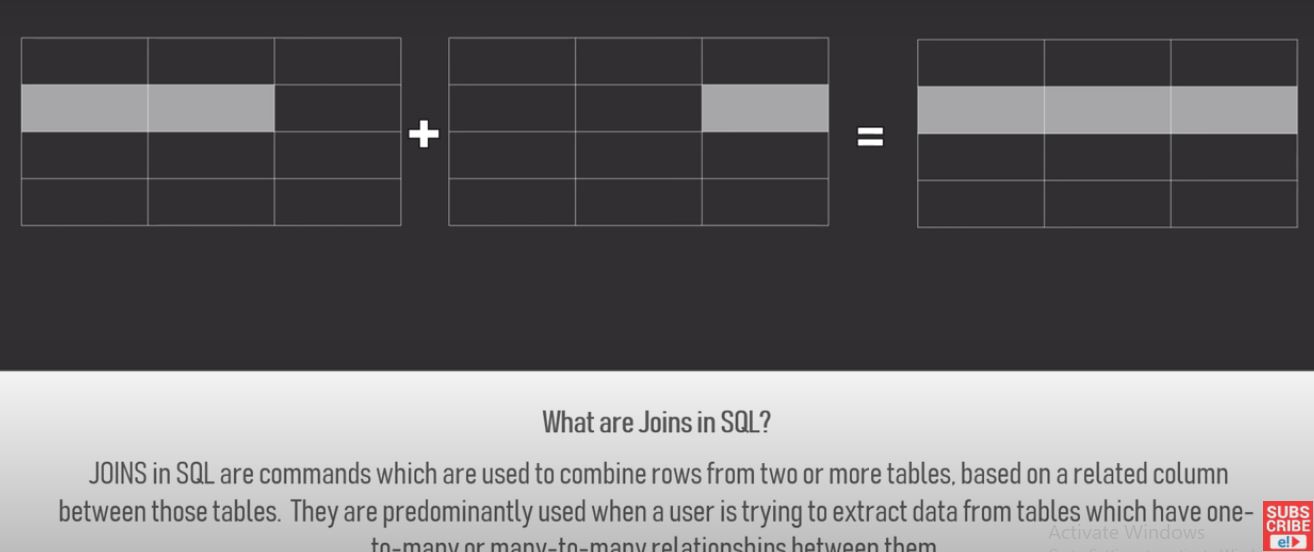 +
=
What are Joins in SQL?
JOINS in SQL are commands which are used to combine rows from two or more tables, based on a related column
between those tables. They are predominantly used when a user is trying to extract data from tables which have one-
to-many or many-to-many relationships between them.
Activate Windows
SUBS
CRIBE
e!